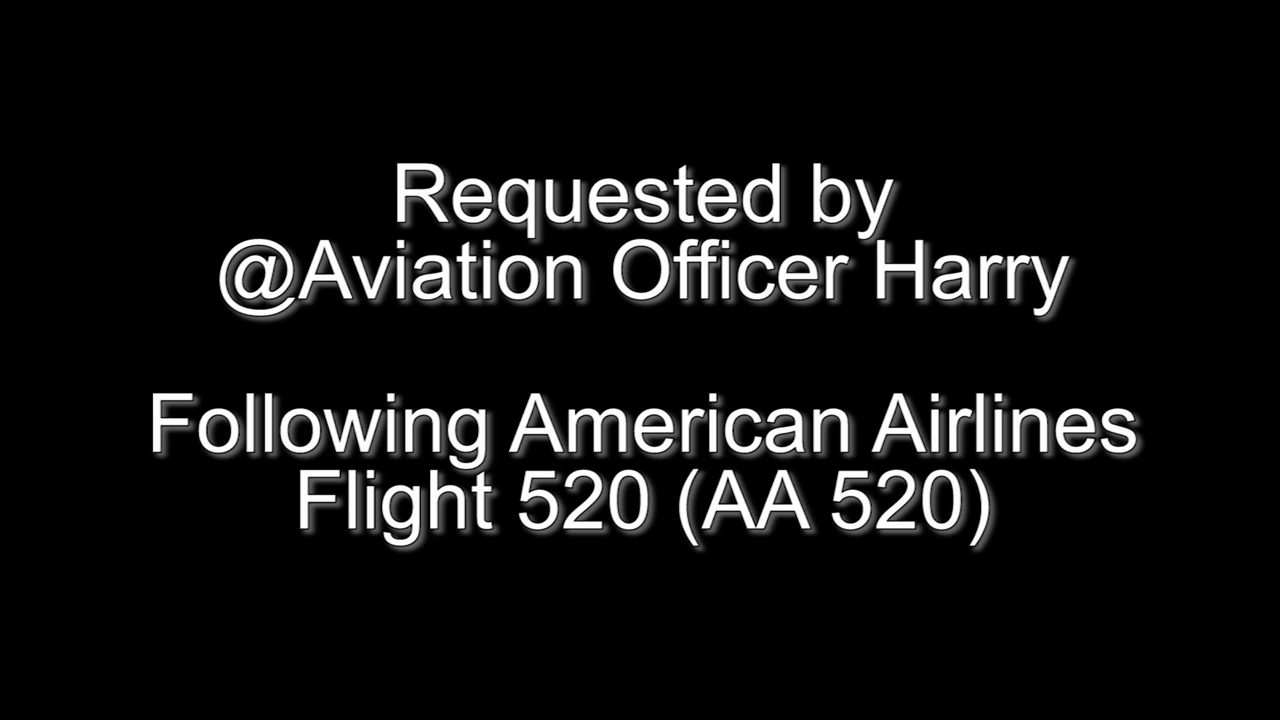 Requested by
@Aviation Officer Harry
Following American Airlines
Flight 520 (AA 520)